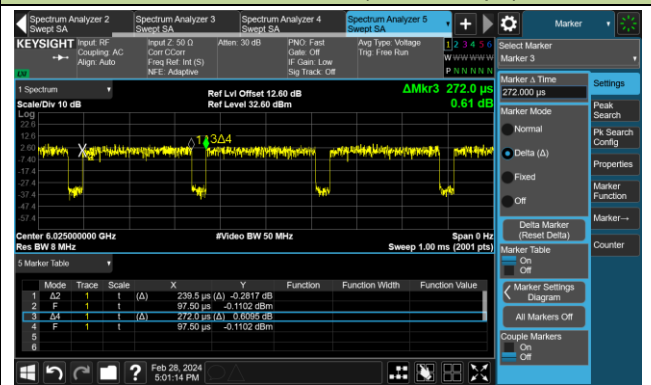 Spectrum Analyzer 2
Swept SA
Spectrum Analyzer 3
Swept SA
Spectrum Analyzer 4
Swept SA
Spectrum Analyzer 5
Swept SA
Marker
KEYSIGHT
Input: RF
Coupling: AC
Align: Auto
Input Z: 50 Ω
Corr CCorr
Freq Ref: Int (S)
NFE: Adaptive
Atten: 30 dB
PNO: Fast
Gate: Off
IF Gain: Low
Sig Track: Off
Avg Type: Voltage
Trig: Free Run
1 2 3 4 5 6
W W W W W W
P N N N N N
Select Marker
Marker 3
Marker Δ Time
272.000 µs
Marker Mode
Normal
Delta (Δ)
Fixed
Off
Delta Marker
(Reset Delta)
Marker Table
On
Off
Marker Settings
Diagram
All Markers Off
Couple Markers
On
Off
Settings
Peak
Search
Pk Search
Config
Properties
Marker
Function
Marker→
Counter
1 Spectrum
Scale/Div 10 dB
Log
Ref Lvl Offset 12.60 dB
Ref Level 32.60 dBm
ΔMkr3 272.0 µs
0.61 dB
22.6
12.6
2.60
-7.40
-17.4
-27.4
-37.4
-47.4
-57.4
3Δ4
Center 6.025000000 GHz
Res BW 8 MHz
#Video BW 50 MHz
Span 0 Hz
Sweep 1.00 ms (2001 pts)
5 Marker Table
Mode Trace Scale X Y Function Function Width Function Value
1 Δ2 1 t (Δ) 239.5 µs (Δ) -0.2817 dB
2 F 1 t 97.50 µs -0.1102 dBm
3 Δ4 1 t (Δ) 272.0 µs (Δ) 0.6095 dB
4 F 1 t 97.50 µs -0.1102 dBm
5
6
Feb 28, 2024
5:01:14 PM